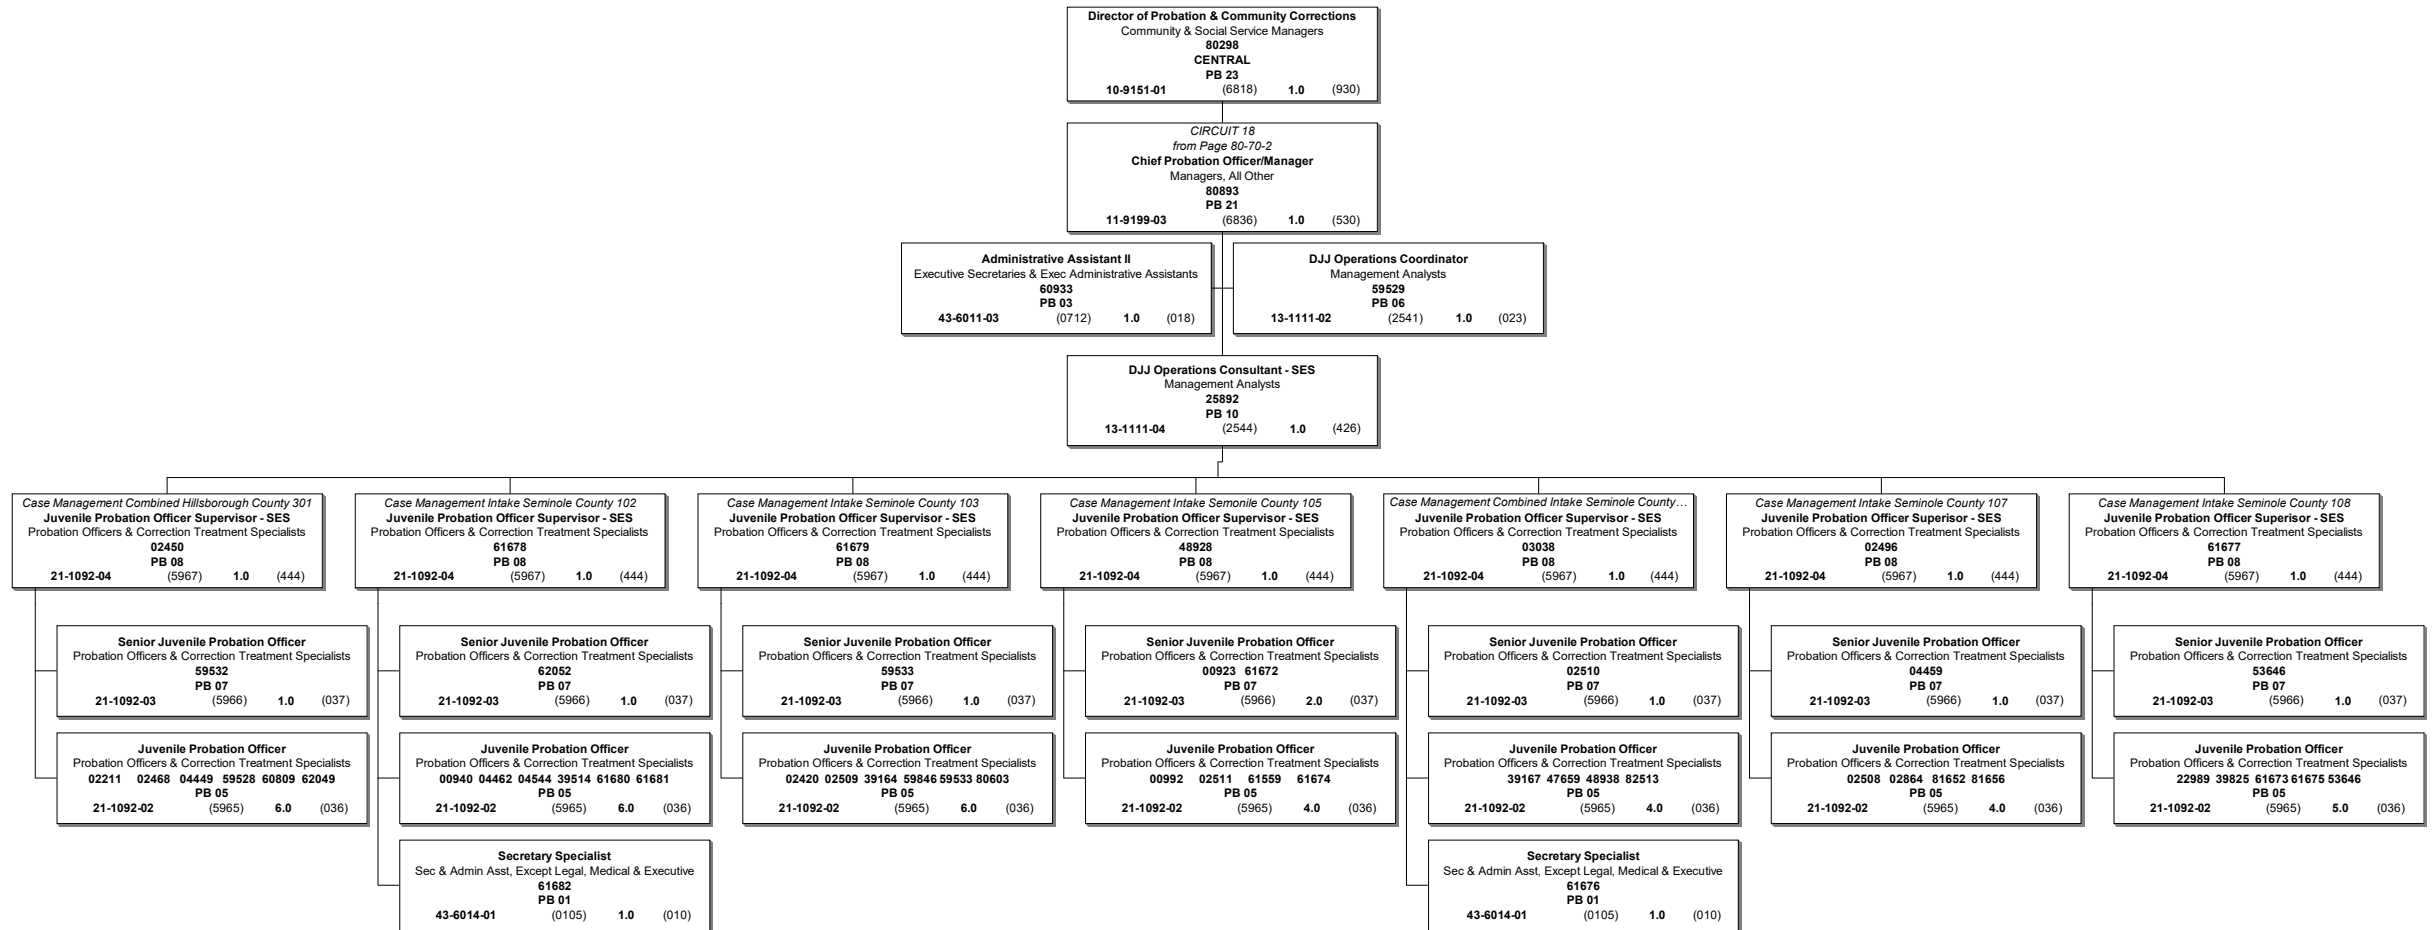 Director of Probation & Community Corrections
Community & Social Service Managers
80298
CENTRAL
PB 23
10-9151-01 (6818) 1.0 (930)
CIRCUIT 18
from Page 80-70-2
Chief Probation Officer/Manager
Managers, All Other
80893
PB 21
11-9199-03 (6836) 1.0 (530)
Administrative Assistant II
Executive Secretaries & Exec Administrative Assistants
60933
PB 03
43-6011-03 (0712) 1.0 (018)
DJJ Operations Coordinator
Management Analysts
59529
PB 06
13-1111-02 (2541) 1.0 (023)
DJJ Operations Consultant - SES
Management Analysts
25892
PB 10
13-1111-04 (2544) 1.0 (426)
Case Management Combined Hillsborough County 301
Juvenile Probation Officer Supervisor - SES
Probation Officers & Correction Treatment Specialists
02450
PB 08
21-1092-04 (5967) 1.0 (444)
Case Management Intake Seminole County 102
Juvenile Probation Officer Supervisor - SES
Probation Officers & Correction Treatment Specialists
61678
PB 08
21-1092-04 (5967) 1.0 (444)
Case Management Intake Seminole County 103
Juvenile Probation Officer Supervisor - SES
Probation Officers & Correction Treatment Specialists
61679
PB 08
21-1092-04 (5967) 1.0 (444)
Case Management Intake Semonile County 105
Juvenile Probation Officer Supervisor - SES
Probation Officers & Correction Treatment Specialists
48928
PB 08
21-1092-04 (5967) 1.0 (444)
Case Management Combined Intake Seminole County…
Juvenile Probation Officer Supervisor - SES
Probation Officers & Correction Treatment Specialists
03038
PB 08
21-1092-04 (5967) 1.0 (444)
Case Management Intake Seminole County 107
Juvenile Probation Officer Supervisor - SES
Probation Officers & Correction Treatment Specialists
02496
PB 08
21-1092-04 (5967) 1.0 (444)
Case Management Intake Seminole County 108
Juvenile Probation Officer Supervisor - SES
Probation Officers & Correction Treatment Specialists
61677
PB 08
21-1092-04 (5967) 1.0 (444)
Senior Juvenile Probation Officer
Probation Officers & Correction Treatment Specialists
59532
PB 07
21-1092-03 (5966) 1.0 (037)
Senior Juvenile Probation Officer
Probation Officers & Correction Treatment Specialists
62052
PB 07
21-1092-03 (5966) 1.0 (037)
Senior Juvenile Probation Officer
Probation Officers & Correction Treatment Specialists
59533
PB 07
21-1092-03 (5966) 1.0 (037)
Senior Juvenile Probation Officer
Probation Officers & Correction Treatment Specialists
00923 61672
PB 07
21-1092-03 (5966) 2.0 (037)
Senior Juvenile Probation Officer
Probation Officers & Correction Treatment Specialists
02510
PB 07
21-1092-03 (5966) 1.0 (037)
Senior Juvenile Probation Officer
Probation Officers & Correction Treatment Specialists
04459
PB 07
21-1092-03 (5966) 1.0 (037)
Senior Juvenile Probation Officer
Probation Officers & Correction Treatment Specialists
53646
PB 07
21-1092-03 (5966) 1.0 (037)
Juvenile Probation Officer
Probation Officers & Correction Treatment Specialists
02211 02468 04449 59528 60809 62049
PB 05
21-1092-02 (5965) 6.0 (036)
Juvenile Probation Officer
Probation Officers & Correction Treatment Specialists
00940 04462 04544 39514 61680 61681
PB 05
21-1092-02 (5965) 6.0 (036)
Juvenile Probation Officer
Probation Officers & Correction Treatment Specialists
02420 02509 39164 59846 59533 80603
PB 05
21-1092-02 (5965) 6.0 (036)
Juvenile Probation Officer
Probation Officers & Correction Treatment Specialists
00992 02511 61559 61674
PB 05
21-1092-02 (5965) 4.0 (036)
Juvenile Probation Officer
Probation Officers & Correction Treatment Specialists
39167 47659 48938 82513
PB 05
21-1092-02 (5965) 4.0 (036)
Juvenile Probation Officer
Probation Officers & Correction Treatment Specialists
02508 02864 81652 81656
PB 05
21-1092-02 (5965) 4.0 (036)
Juvenile Probation Officer
Probation Officers & Correction Treatment Specialists
22989 39825 61673 61675 53646
PB 05
21-1092-02 (5965) 5.0 (036)
Secretary Specialist
Sec & Admin Asst, Except Legal, Medical & Executive
61682
PB 01
43-6014-01 (0105) 1.0 (010)
Secretary Specialist
Sec & Admin Asst, Except Legal, Medical & Executive
61676
PB 01
43-6014-01 (0105) 1.0 (010)